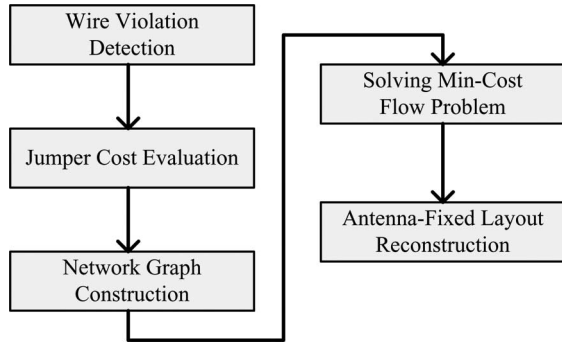 Wire Violation
Detection
Jumper Cost Evaluation
Network Graph
Construction
Solving Min-Cost
Flow Problem
Antenna-Fixed Layout
Reconstruction